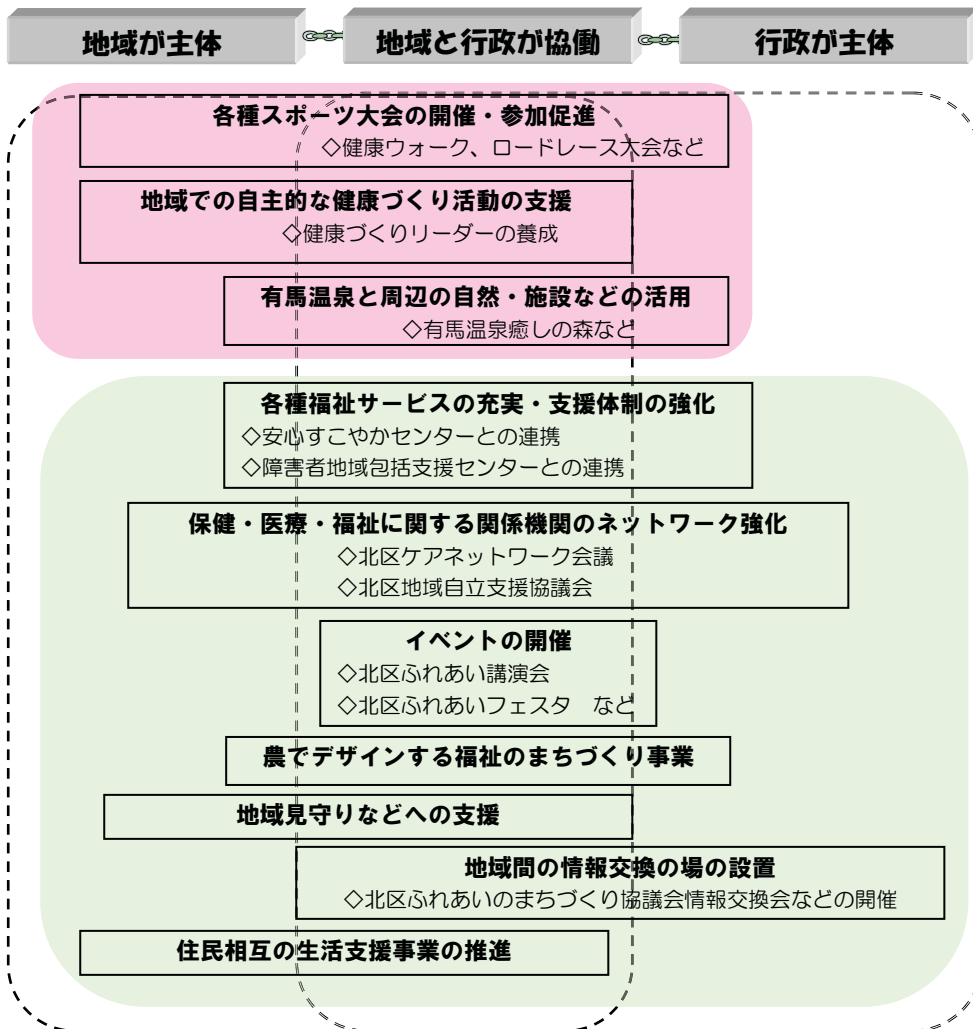 地域が主体
地域と行政が協働
行政が主体
各種スポーツ大会の開催・参加促進
◇健康ウォーク、ロードレース大会など
地域での自主的な健康づくり活動の支援
◇健康づくりリーダーの養成
有馬温泉と周辺の自然・施設などの活用
◇有馬温泉癒しの森など
各種福祉サービスの充実・支援体制の強化
◇安心すこやかセンターとの連携
◇障害者地域包括支援センターとの連携
保健・医療・福祉に関する関係機関のネットワーク強化
◇北区ケアネットワーク会議
◇北区地域自立支援協議会
イベントの開催
◇北区ふれあい講演会
◇北区ふれあいフェスタ　など
農でデザインする福祉のまちづくり事業
地域見守りなどへの支援
地域間の情報交換の場の設置
◇北区ふれあいのまちづくり協議会情報交換会などの開催
住民相互の生活支援事業の推進